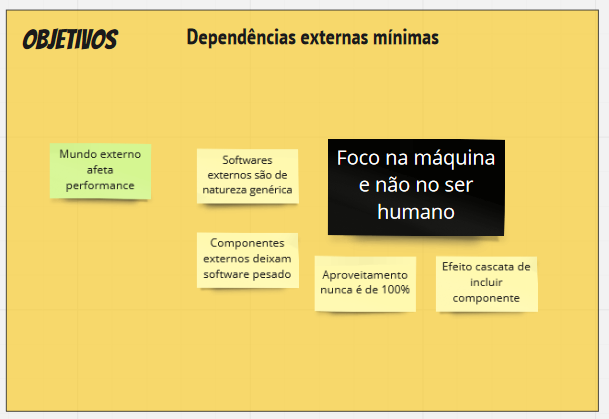 OBJETIVOS
Dependências externas mínimas
Mundo externo
afeta
performance
Softwares
externos são de
natureza genérica
Foco na máquina
e não no ser
humano
Componentes
externos deixam
software pesado
Aproveitamento
nunca é de 100%
Efeito cascata de
incluir
componente